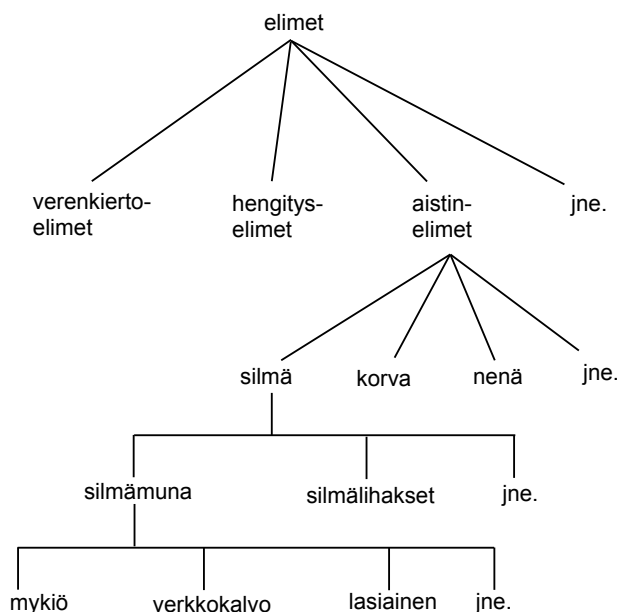 elimet
verenkierto-
elimet
hengitys-
elimet
aistin-
elimet
jne.
silmä
korva
nenä
jne.
silmämuna
silmälihakset
jne.
mykiö
verkkokalvo
lasiainen
jne.